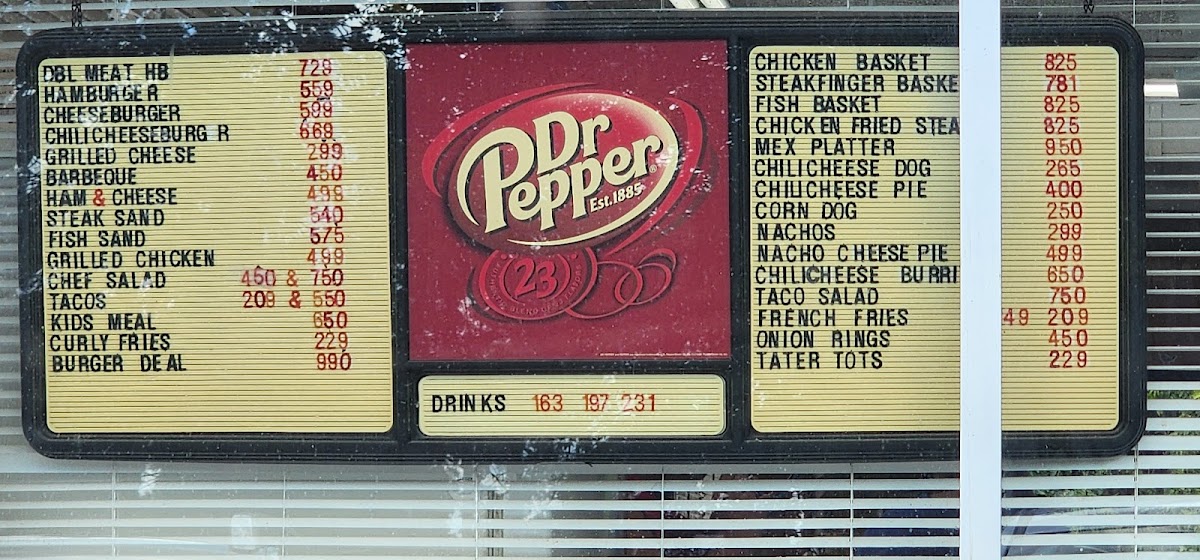 DBL MEAT HB 729
HAMBURGER 559
CHEESEBURGER 599
CHILICHEESEBURG R 669
GRILLED CHEESE 299
BARBEQUE 450
HAM & CHEESE 499
STEAK SAND 540
FISH SAND 575
GRILLED CHICKEN 499
CHEF SALAD 450 & 750
TACOS 209 & 550
KIDS MEAL 650
CURLY FRIES 229
BURGER DEAL 990
Dr
Pepper®
Est.1885
23
DRINKS 163 197 231
CHICKEN BASKET 825
STEAKFINGER BASKE 781
FISH BASKET 825
CHICKEN FRIED STEA 825
MEX PLATTER 950
CHILICHEESE DOG 265
CHILICHEESE PIE 400
CORN DOG 250
NACHOS 299
NACHO CHEESE PIE 499
CHILICHEESE BURRI 650
TACO SALAD 750
FRENCH FRIES 49 209
ONION RINGS 450
TATER TOTS 229